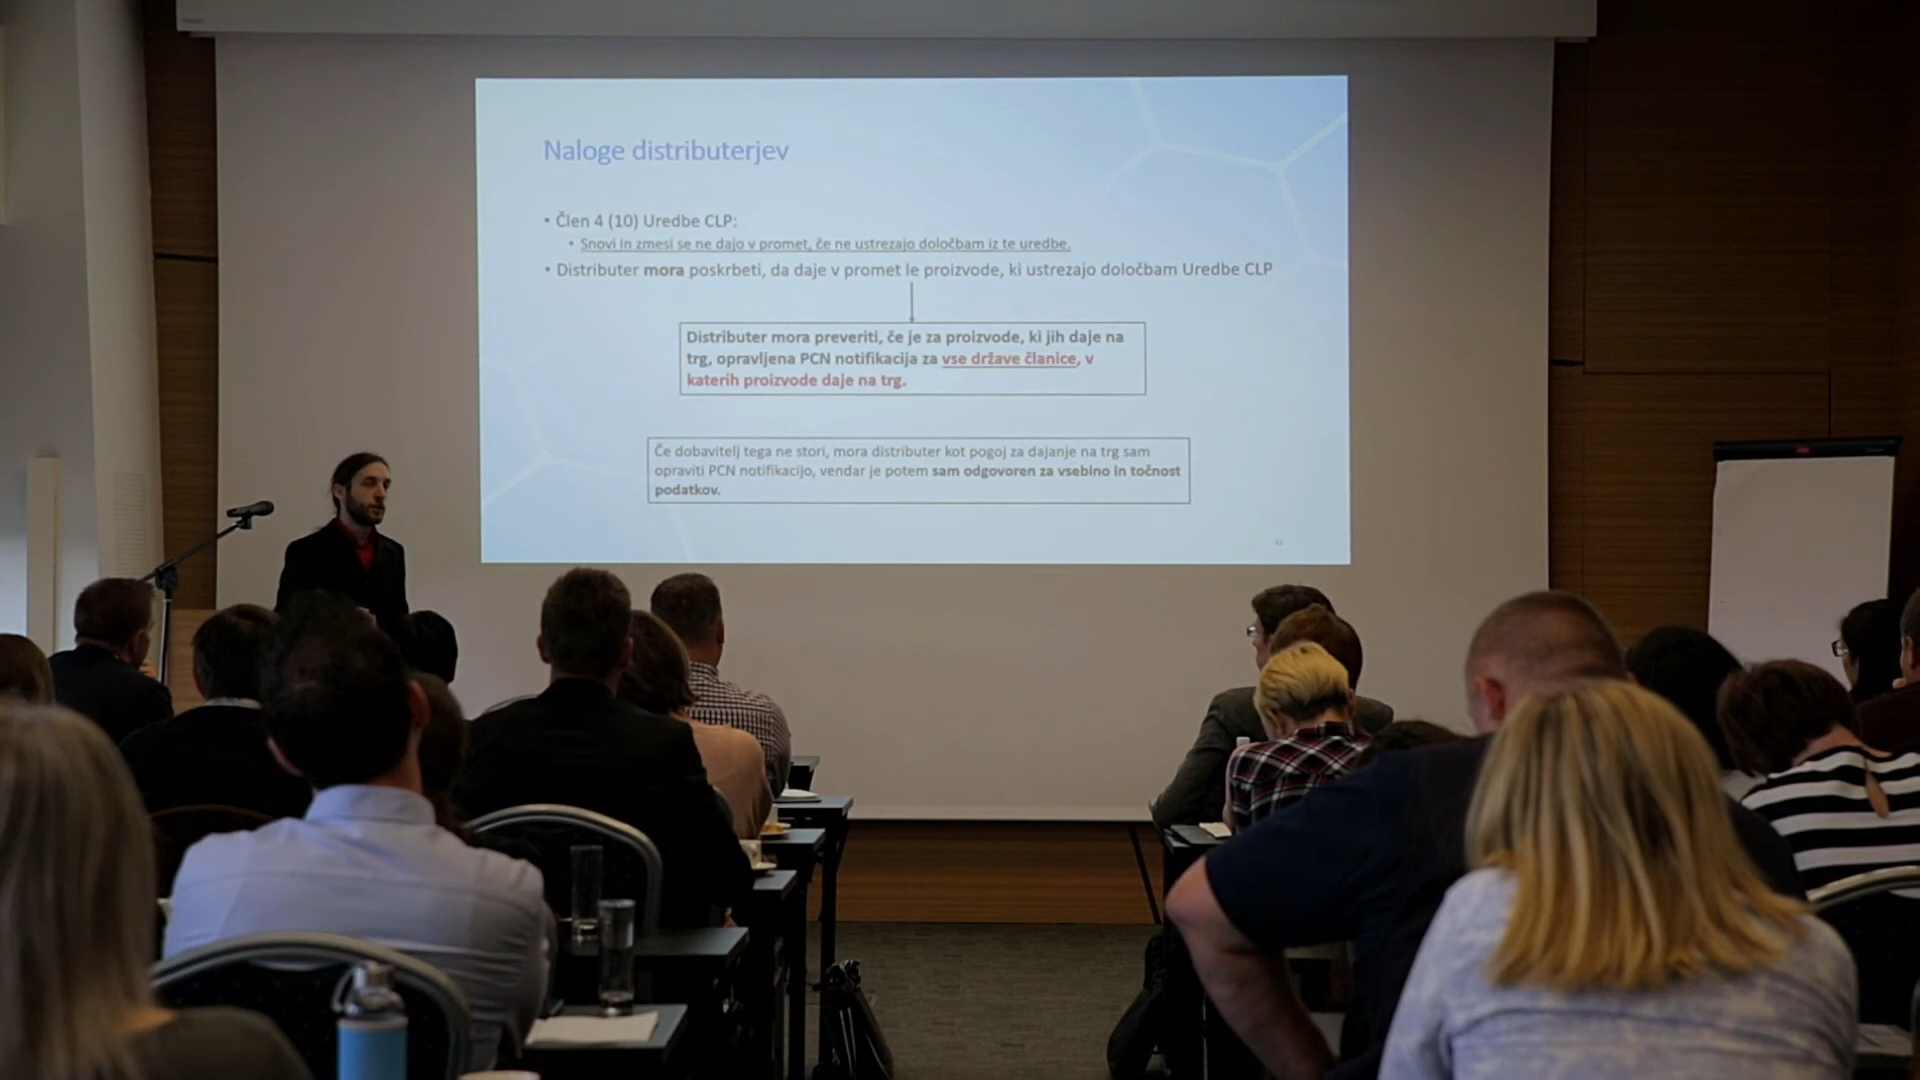 Naloge distributerjev
• Člen 4 (10) Uredbe CLP:
• Snovi in zmesi se ne dajo v promet, če ne ustrezajo določbam iz te uredbe.
• Distributer mora poskrbeti, da daje v promet le proizvode, ki ustrezajo določbam Uredbe CLP
Distributer mora preveriti, če je za proizvode, ki jih daje na
trg, opravljena PCN notifikacija za vse države članice, v
katerih proizvode daje na trg.
Če dobavitelj tega ne stori, mora distributer kot pogoj za dajanje na trg sam
opraviti PCN notifikacijo, vendar je potem sam odgovoren za vsebino in točnost
podatkov.